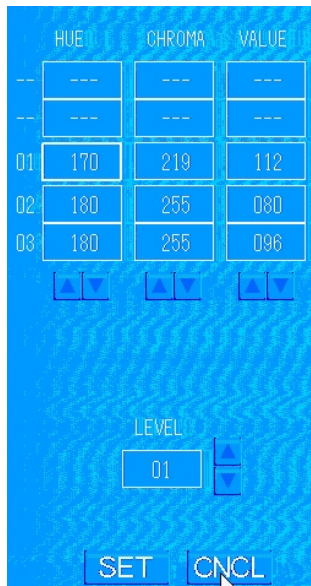 HUE CHROMA VALUE
-- --- --- ---
-- --- --- ---
01 170 219 112
02 180 255 080
03 180 255 096
LEVEL
01
SET CNCL